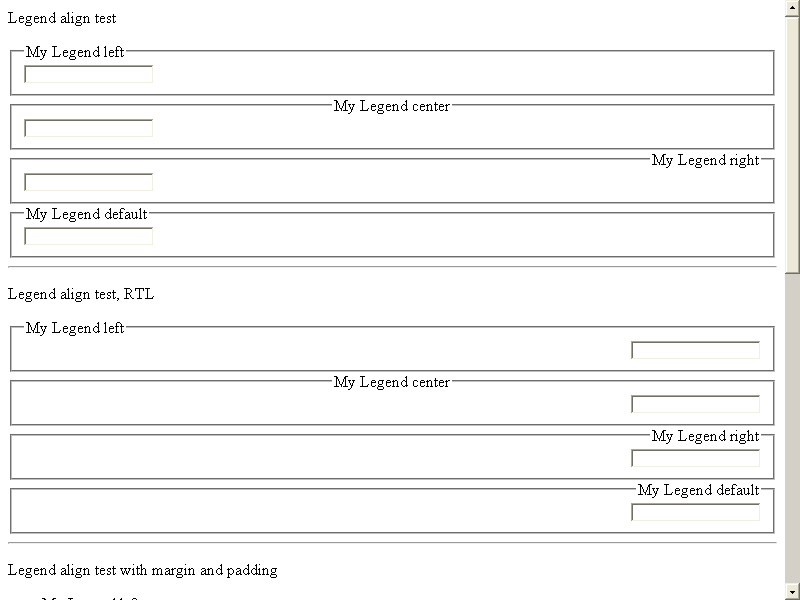 Legend align test
My Legend left
My Legend center
My Legend right
My Legend default
Legend align test, RTL
My Legend left
My Legend center
My Legend right
My Legend default
Legend align test with margin and padding